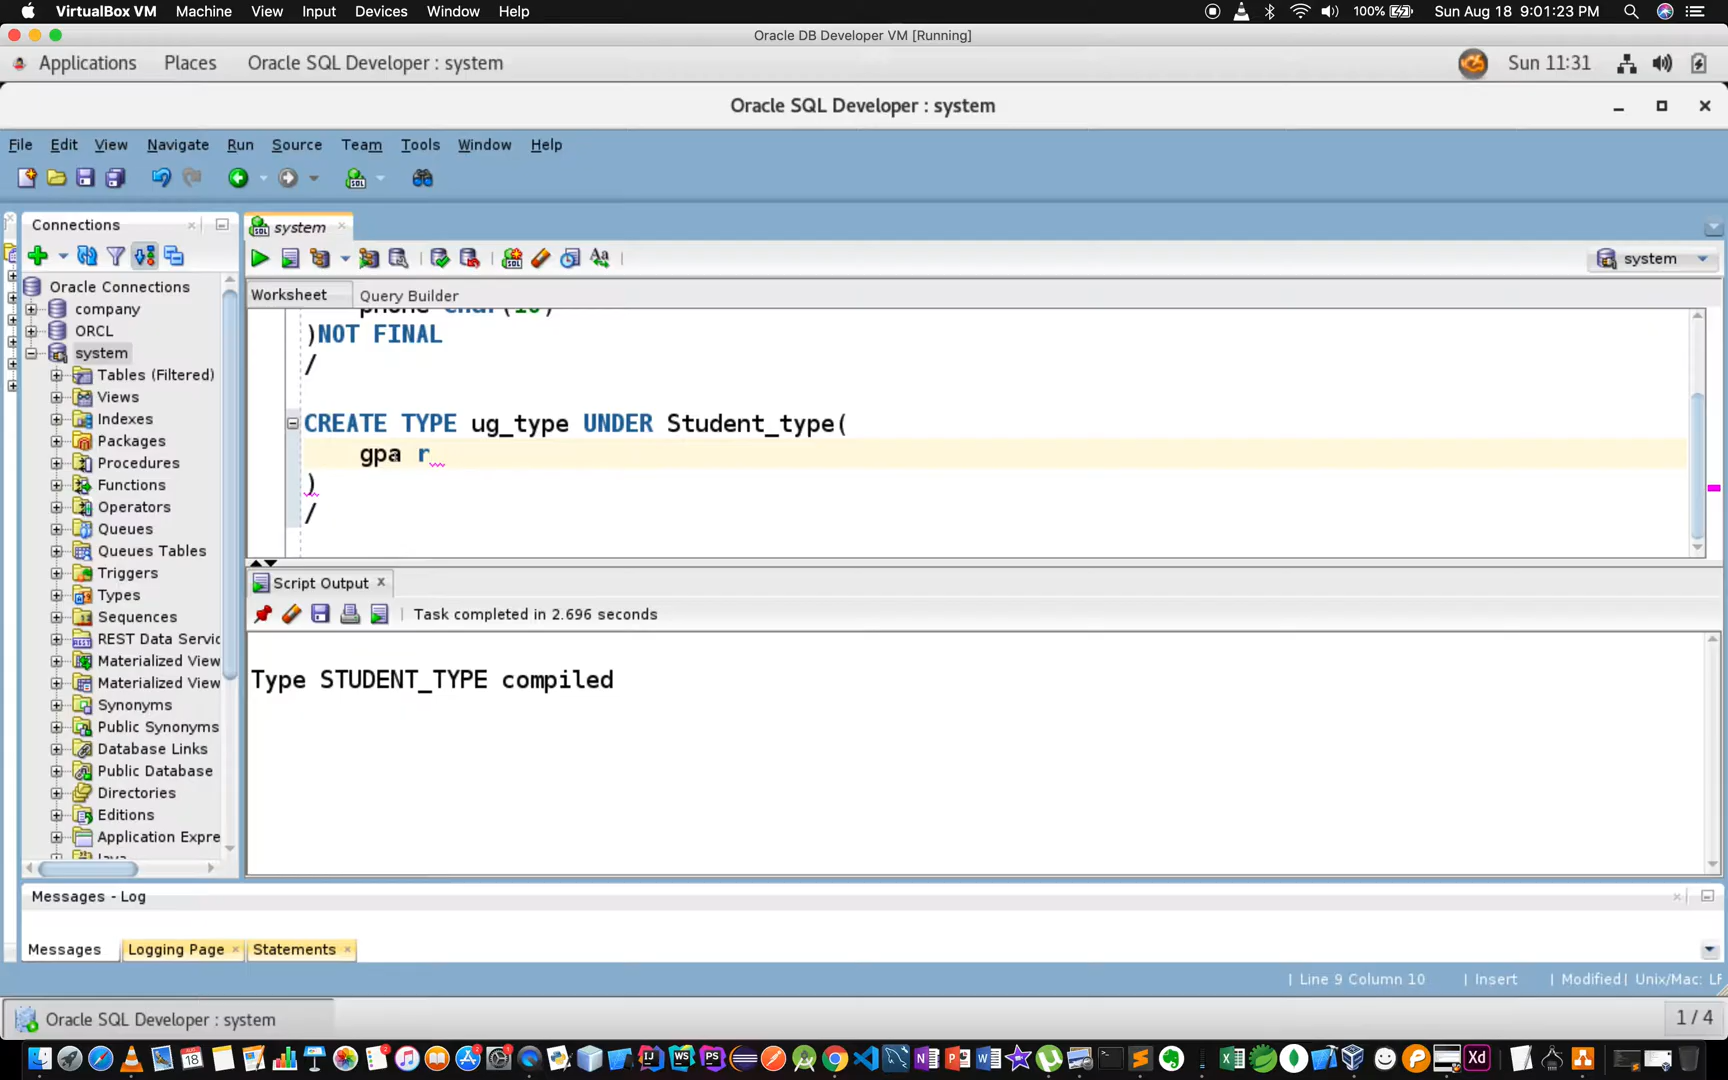 VirtualBox VM Machine View Input Devices Window Help 100% Sun Aug 18 9:01:23 PM
Oracle DB Developer VM [Running]
Applications Places Oracle SQL Developer : system Sun 11:31
Oracle SQL Developer : system
File Edit View Navigate Run Source Team Tools Window Help
Connections
system
system
Oracle Connections
company
ORCL
system
Tables (Filtered)
Views
Indexes
Packages
Procedures
Functions
Operators
Queues
Queues Tables
Triggers
Types
Sequences
REST Data Servic
Materialized View
Materialized View
Synonyms
Public Synonyms
Database Links
Public Database
Directories
Editions
Application Expre
Java
Worksheet Query Builder
phone char(10)
)NOT FINAL
/
CREATE TYPE ug_type UNDER Student_type(
gpa r
)
/
Script Output
Task completed in 2.696 seconds
Type STUDENT_TYPE compiled
Messages - Log
Messages Logging Page Statements
Line 9 Column 10 Insert Modified Unix/Mac: LF
Oracle SQL Developer : system 1 / 4